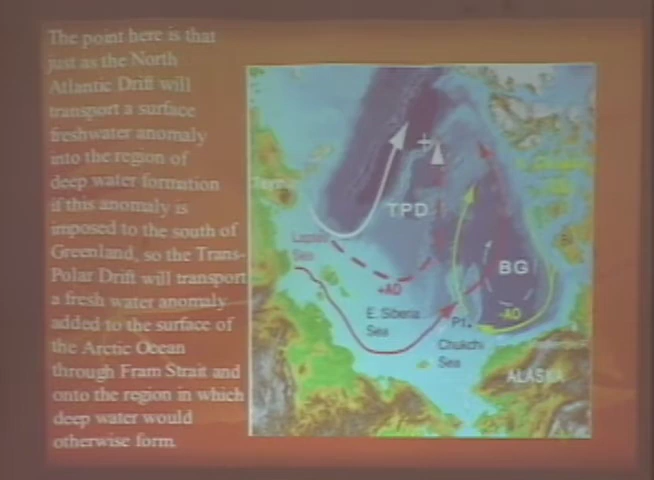 The point here is that
just as the North
Atlantic Drift will
transport a surface
freshwater anomaly
into the region of
deep water formation
if this anomaly is
imposed to the south of
Greenland, so the Trans-
Polar Drift will transport
a fresh water anomaly
added to the surface of
the Arctic Ocean
through Fram Strait and
onto the region in which
deep water would
otherwise form.
+
TPD
Laptev
Sea
BG
+AO
-AO
E. Siberia
Sea
Chukchi
Sea
ALASKA